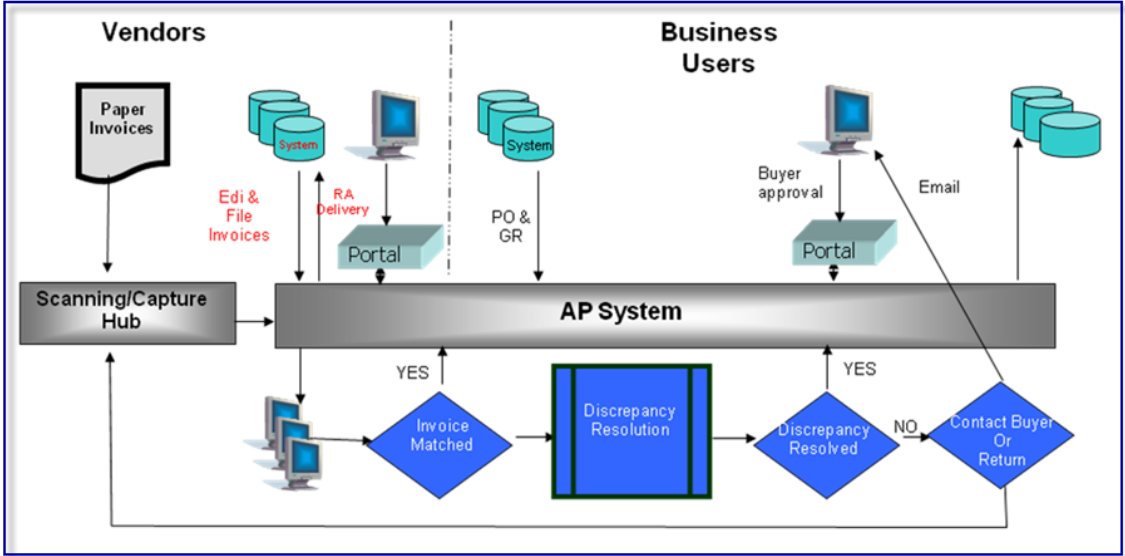 Vendors
Business
Users
Paper
Invoices
System
System
Edi &
File
Invoices
RA
Delivery
Portal
PO &
GR
Buyer
approval
Email
Portal
Scanning/Capture
Hub
AP System
YES
YES
Invoice
Matched
Discrepancy
Resolution
Discrepancy
Resolved
NO
Contact Buyer
Or
Return